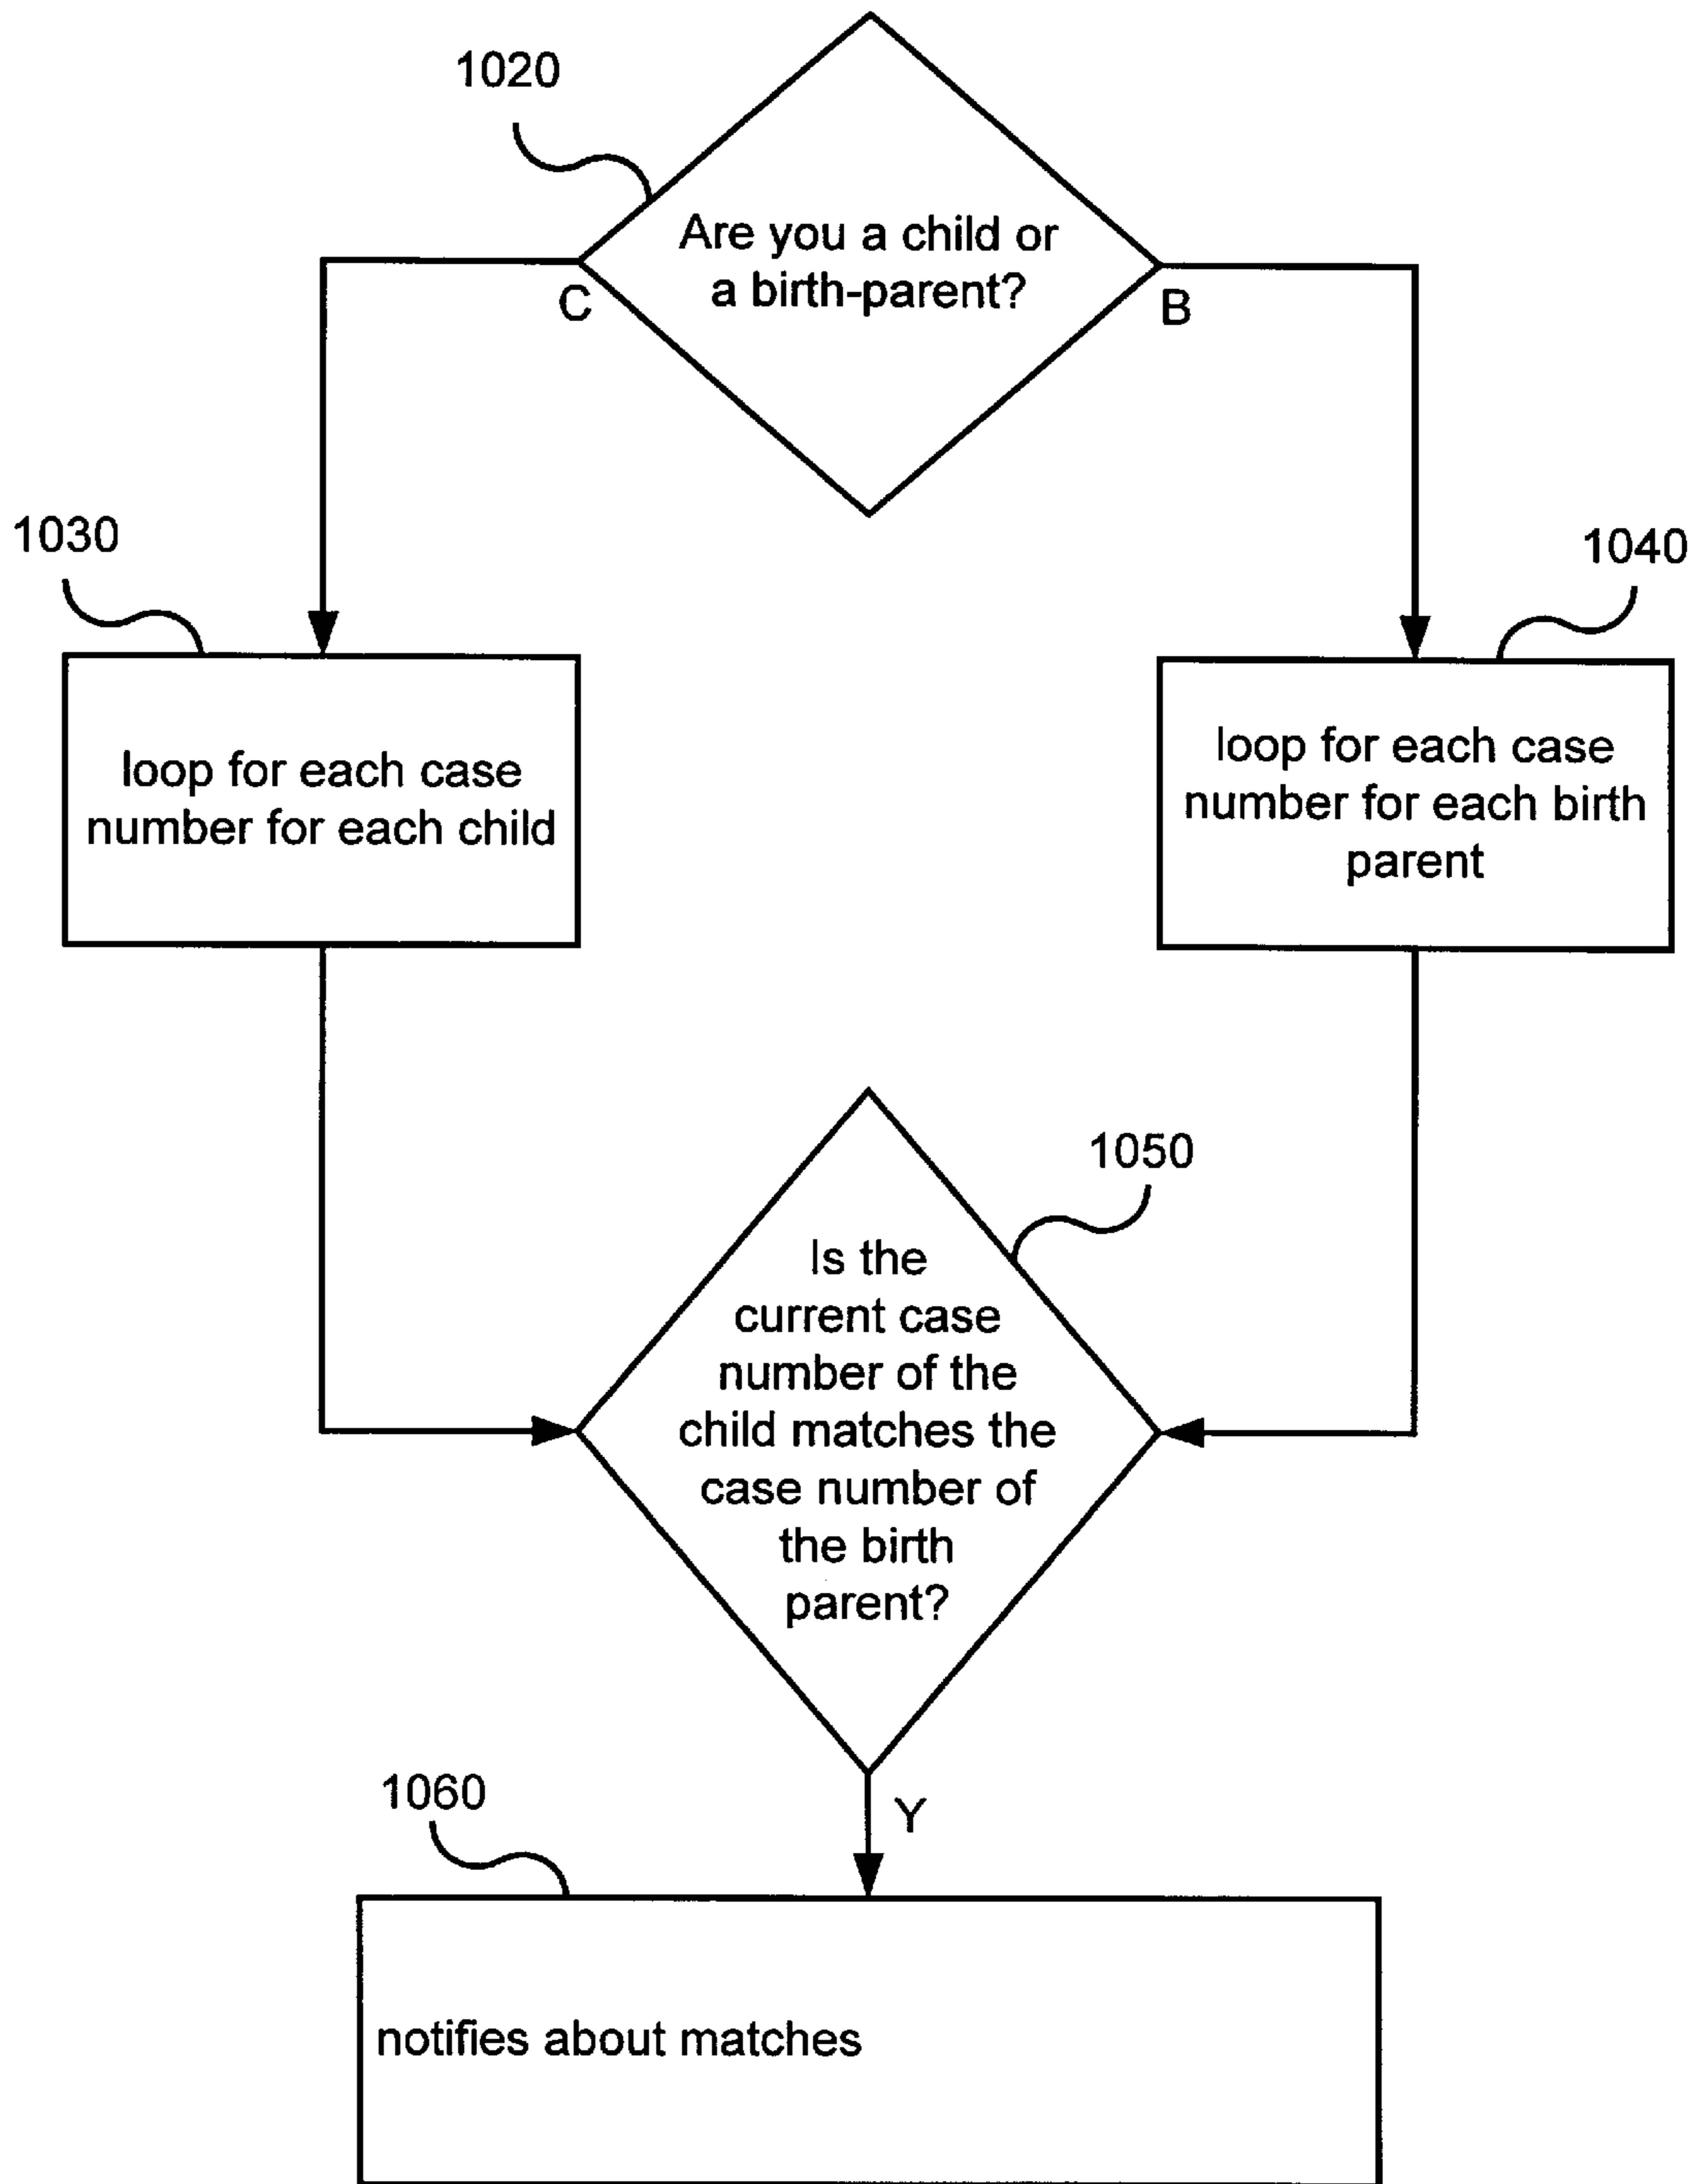 1020
Are you a child or
a birth-parent?
C
B
1030
1040
loop for each case
number for each child
loop for each case
number for each birth
parent
1050
Is the
current case
number of the
child matches the
case number of
the birth
parent?
1060
Y
notifies about matches